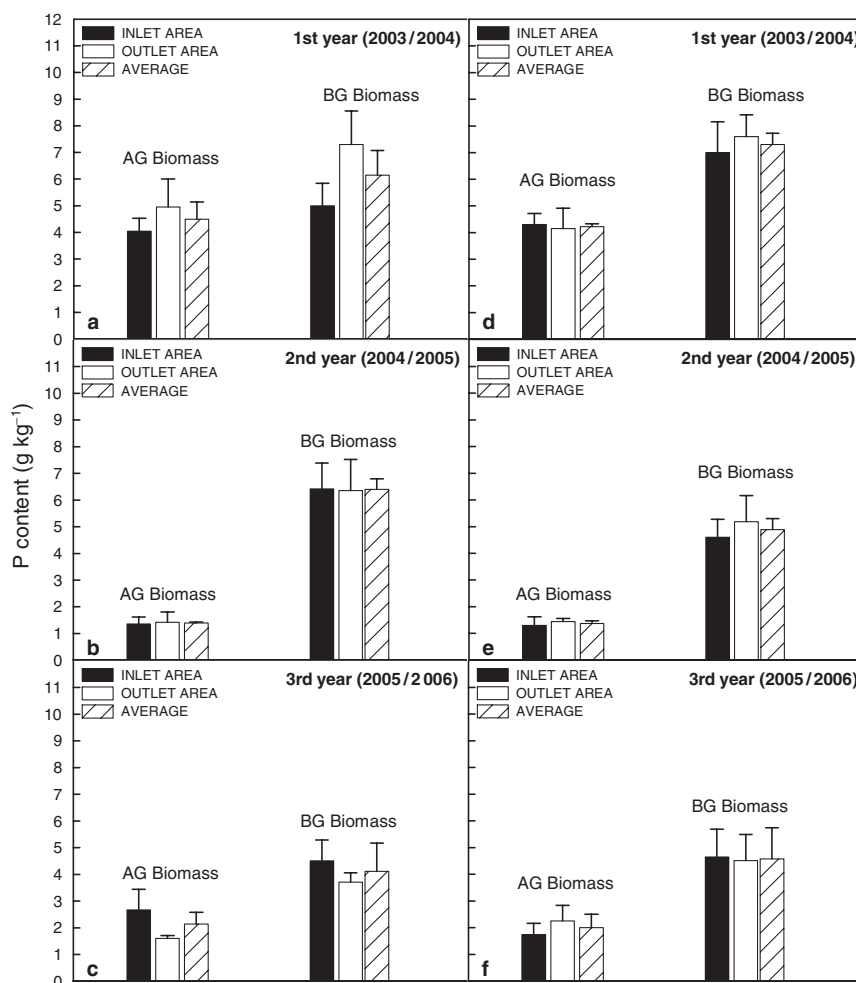 P content (g kg⁻¹)
12
11
10
9
8
7
6
5
4
3
2
1
0
INLET AREA
OUTLET AREA
AVERAGE
1st year (2003/2004)
AG Biomass
BG Biomass
a
INLET AREA
OUTLET AREA
AVERAGE
1st year (2003/2004)
AG Biomass
BG Biomass
d
11
10
9
8
7
6
5
4
3
2
1
0
INLET AREA
OUTLET AREA
AVERAGE
2nd year (2004/2005)
AG Biomass
BG Biomass
b
INLET AREA
OUTLET AREA
AVERAGE
2nd year (2004/2005)
AG Biomass
BG Biomass
e
11
10
9
8
7
6
5
4
3
2
1
0
INLET AREA
OUTLET AREA
AVERAGE
3rd year (2005/2006)
AG Biomass
BG Biomass
c
INLET AREA
OUTLET AREA
AVERAGE
3rd year (2005/2006)
AG Biomass
BG Biomass
f